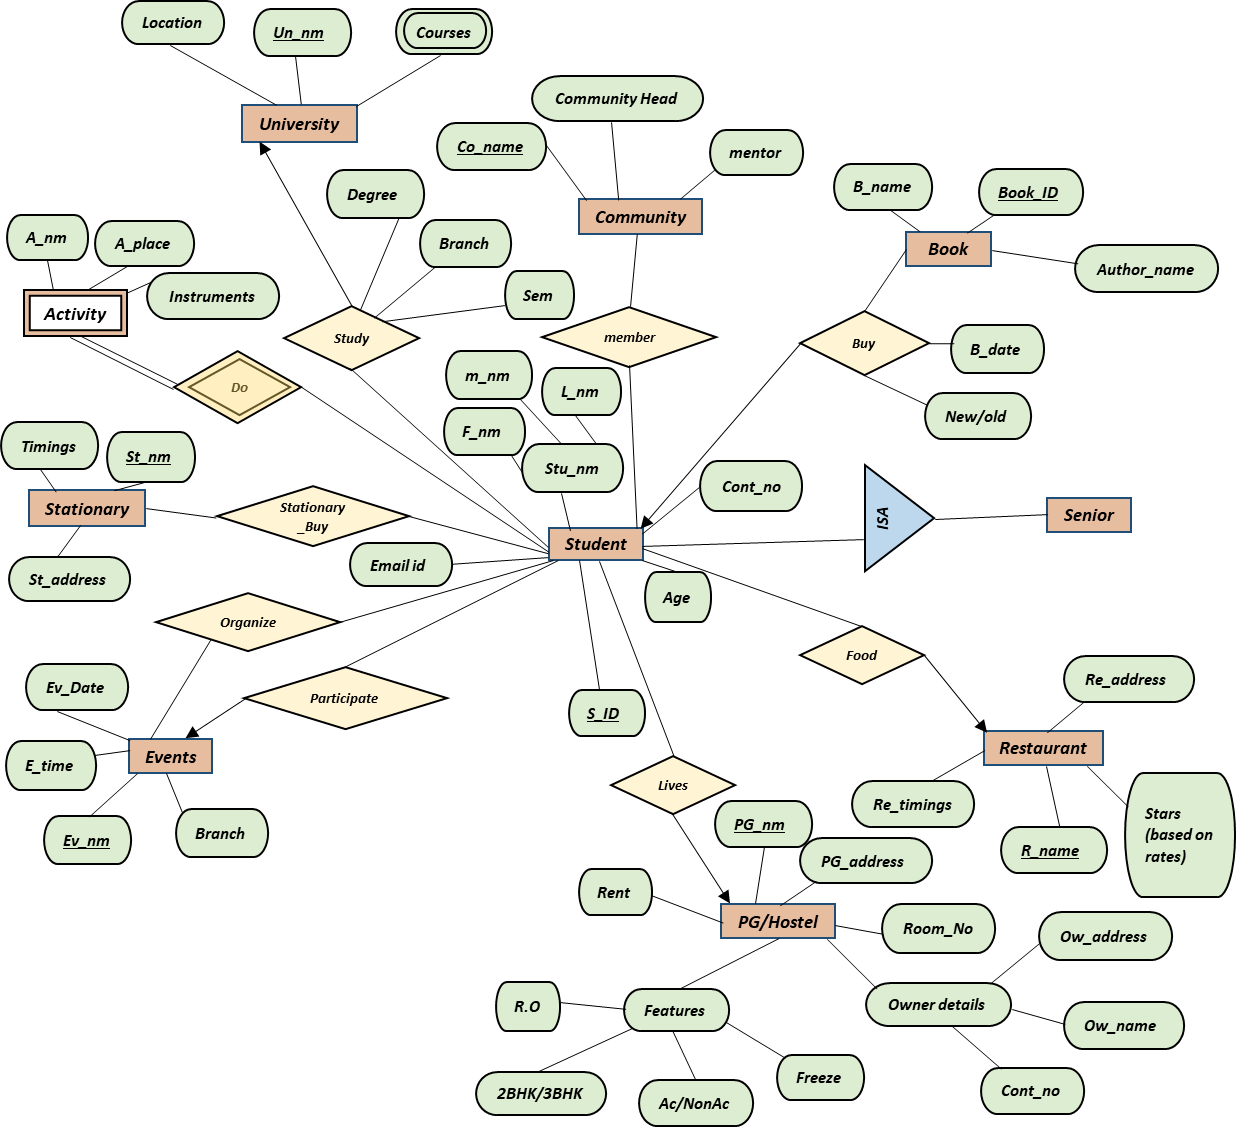 Location
Un_nm
Courses
University
Community Head
Co_name
mentor
Community
B_name
Book_ID
Book
Author_name
Degree
Branch
Sem
A_nm
A_place
Instruments
Activity
Study
member
Buy
B_date
New/old
Do
m_nm
L_nm
F_nm
Stu_nm
Cont_no
Timings
St_nm
Stationary
St_address
Stationary
_Buy
Student
ISA
Senior
Email id
Age
Organize
Participate
Food
Ev_Date
E_time
Events
Ev_nm
Branch
S_ID
Lives
Re_address
Restaurant
Re_timings
R_name
Stars
(based on
rates)
PG_nm
PG_address
Rent
PG/Hostel
Room_No
Ow_address
Owner details
Ow_name
Cont_no
R.O
Features
2BHK/3BHK
Ac/NonAc
Freeze